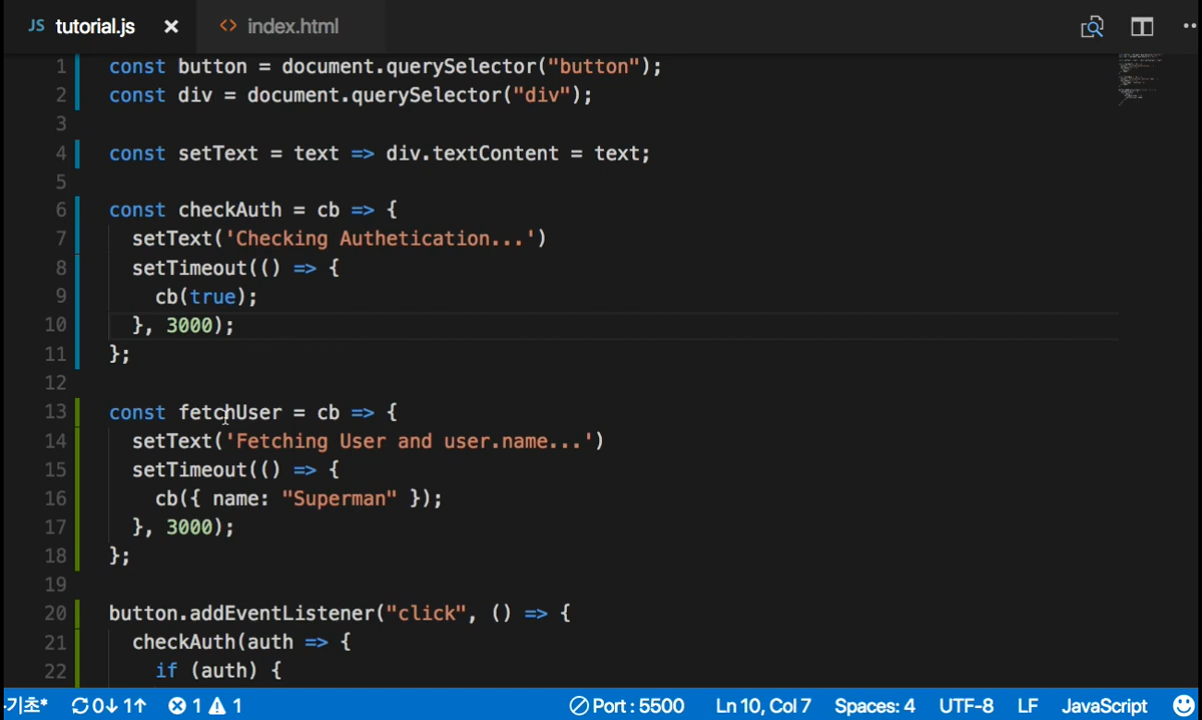 JS tutorial.js × <> index.html
1 const button = document.querySelector("button");
2 const div = document.querySelector("div");
3
4 const setText = text => div.textContent = text;
5
6 const checkAuth = cb => {
7 setText('Checking Authetication...')
8 setTimeout(() => {
9 cb(true);
10 }, 3000);
11 };
12
13 const fetchUser = cb => {
14 setText('Fetching User and user.name...')
15 setTimeout(() => {
16 cb({ name: "Superman" });
17 }, 3000);
18 };
19
20 button.addEventListener("click", () => {
21 checkAuth(auth => {
22 if (auth) {
-기초* 0↓ 1↑ 1 1 Port : 5500 Ln 10, Col 7 Spaces: 4 UTF-8 LF JavaScript